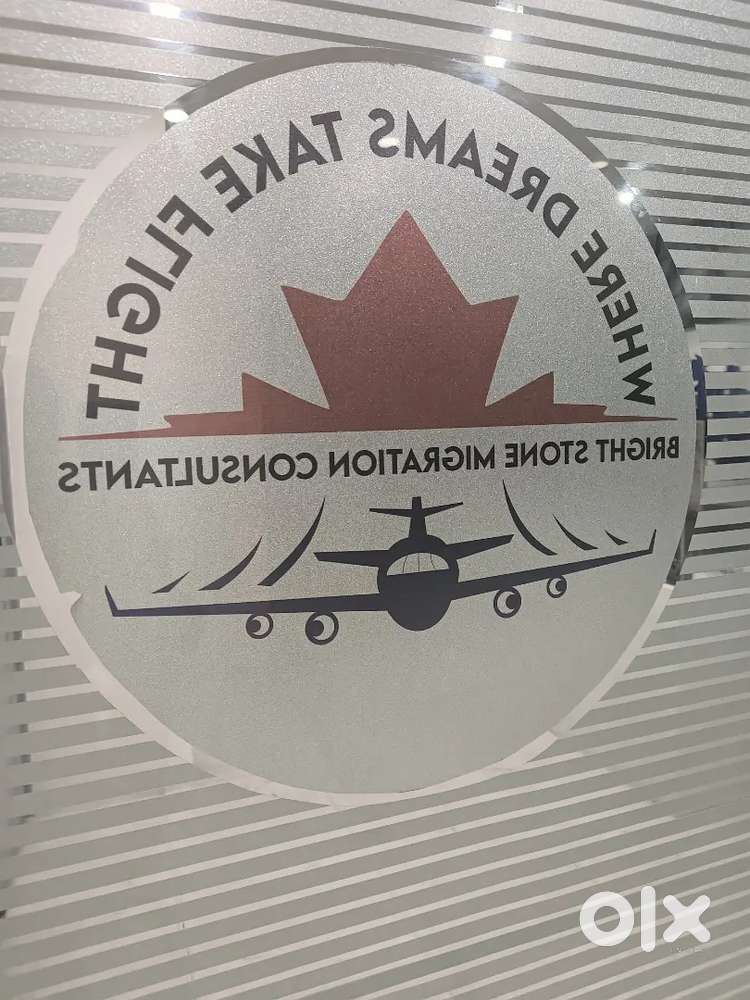 WHERE DREAMS TAKE FLIGHT
BRIGHT STONE MIGRATION CONSULTANTS
olx